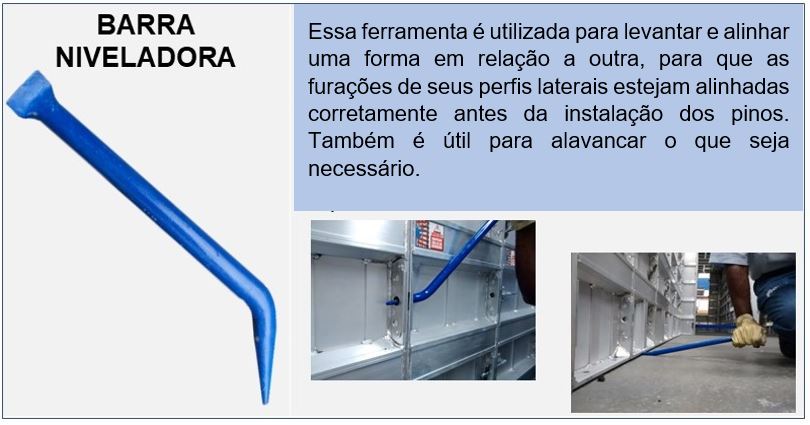 BARRA
NIVELADORA
Essa ferramenta é utilizada para levantar e alinhar
uma forma em relação a outra, para que as
furações de seus perfis laterais estejam alinhadas
corretamente antes da instalação dos pinos.
Também é útil para alavancar o que seja
necessário.